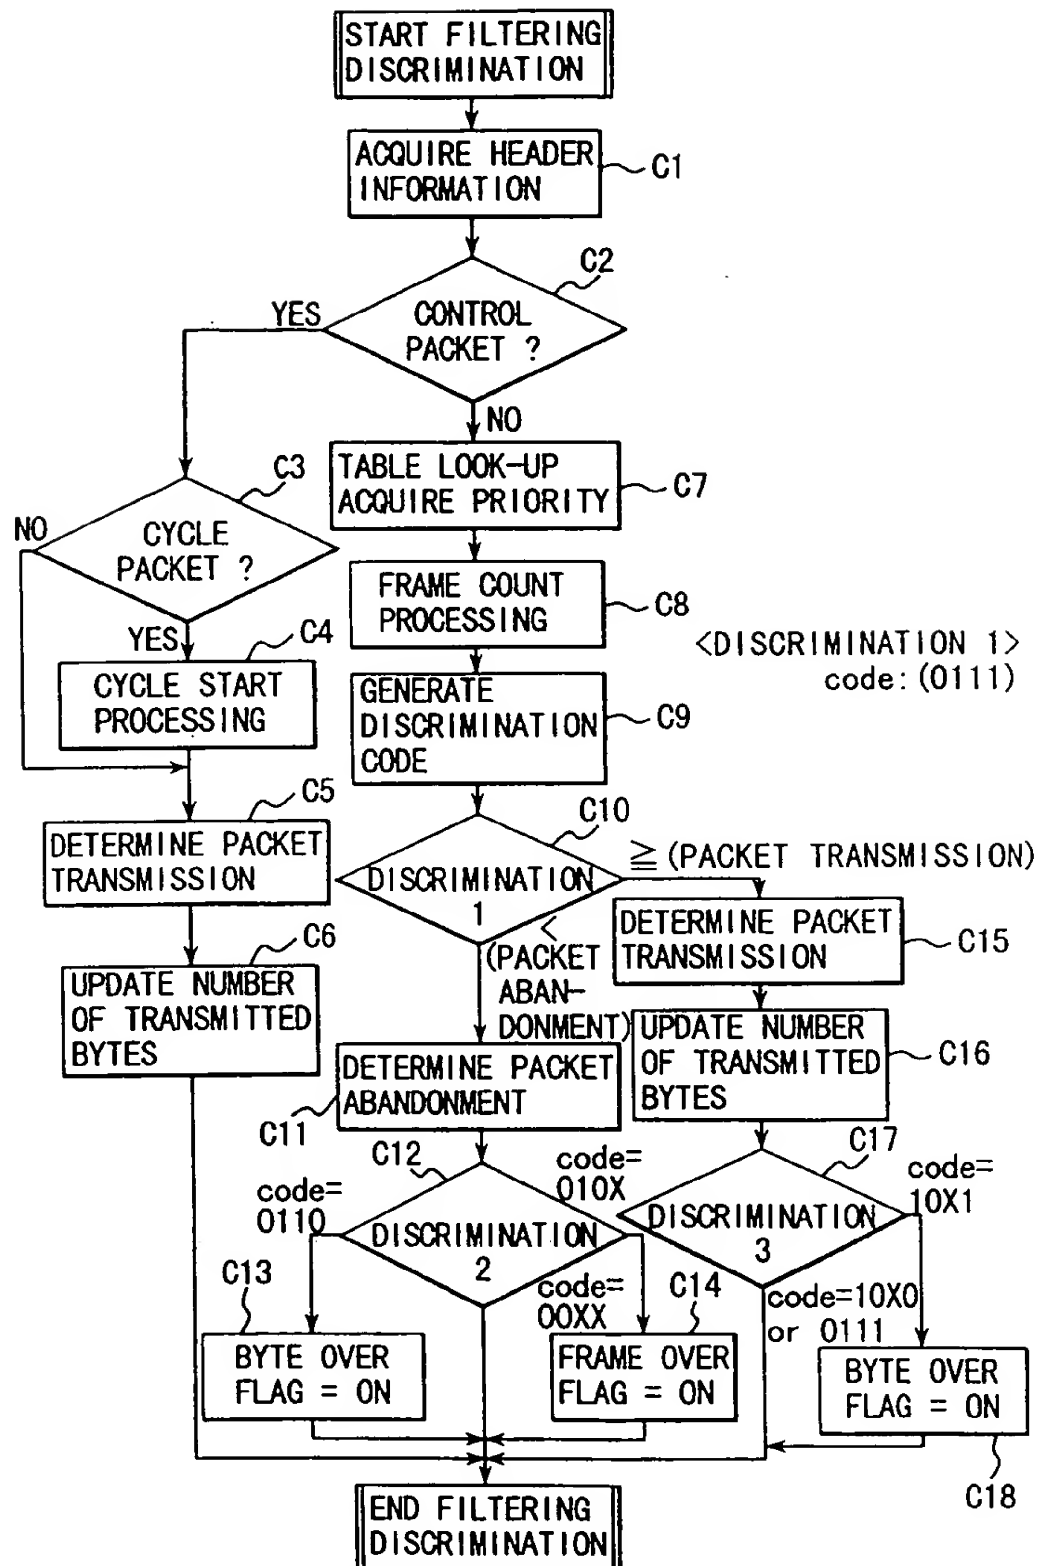 START FILTERING
DISCRIMINATION
ACQUIRE HEADER
INFORMATION
C1
C2
YES
CONTROL
PACKET ?
NO
C3
TABLE LOOK-UP
ACQUIRE PRIORITY
C7
NO
CYCLE
PACKET ?
FRAME COUNT
PROCESSING
C8
YES
C4
<DISCRIMINATION 1>
code:(0111)
CYCLE START
PROCESSING
GENERATE
DISCRIMINATION
CODE
C9
C5
C10
DETERMINE PACKET
TRANSMISSION
DISCRIMINATION
1
≧(PACKET TRANSMISSION)
<
(PACKET
ABAN-
DONMENT)
DETERMINE PACKET
TRANSMISSION
C15
C6
UPDATE NUMBER
OF TRANSMITTED
BYTES
UPDATE NUMBER
OF TRANSMITTED
BYTES
C16
DETERMINE PACKET
ABANDONMENT
C11
C12
C17
code=
0110
code=
010X
code=
10X1
DISCRIMINATION
2
DISCRIMINATION
3
C13
code=
00XX
C14
code=10X0
or 0111
BYTE OVER
FLAG = ON
FRAME OVER
FLAG = ON
BYTE OVER
FLAG = ON
C18
END FILTERING
DISCRIMINATION